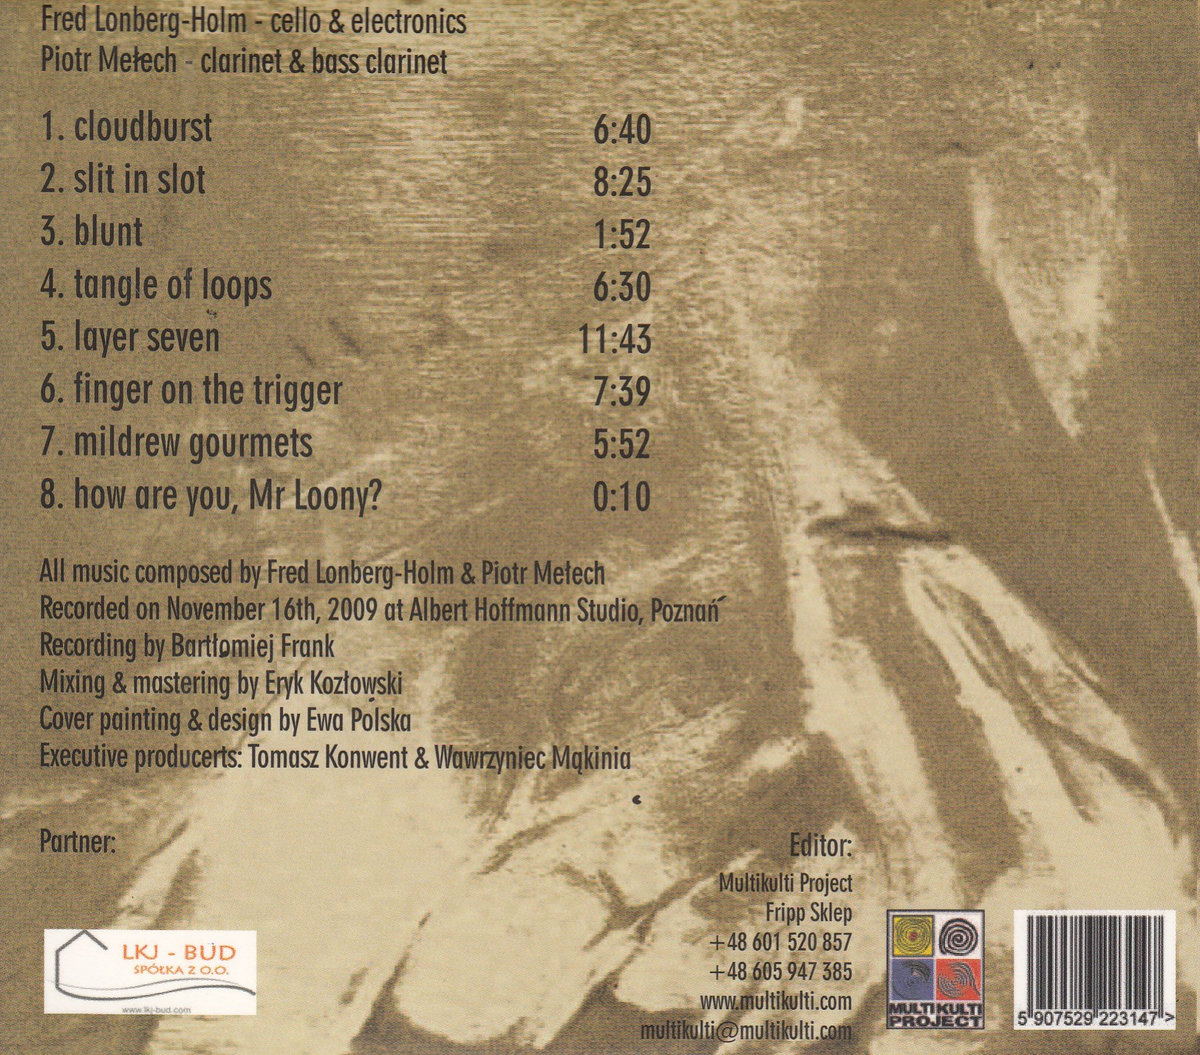 Fred Lonberg-Holm - cello & electronics
Piotr Mełech - clarinet & bass clarinet
1. cloudburst 6:40
2. slit in slot 8:25
3. blunt 1:52
4. tangle of loops 6:30
5. layer seven 11:43
6. finger on the trigger 7:39
7. mildrew gourmets 5:52
8. how are you, Mr Loony? 0:10
All music composed by Fred Lonberg-Holm & Piotr Mełech
Recorded on November 16th, 2009 at Albert Hoffmann Studio, Poznań
Recording by Bartłomiej Frank
Mixing & mastering by Eryk Kozłowski
Cover painting & design by Ewa Polska
Executive producerts: Tomasz Konwent & Wawrzyniec Mąkinia
Partner:
LKJ - BUD
SPÓŁKA Z O.O.
www.lkj-bud.com
Editor:
Multikulti Project
Fripp Sklep
+48 601 520 857
+48 605 947 385
www.multikulti.com
multikulti@multikulti.com
MULTIKULTI
PROJECT
5 907529 223147 >